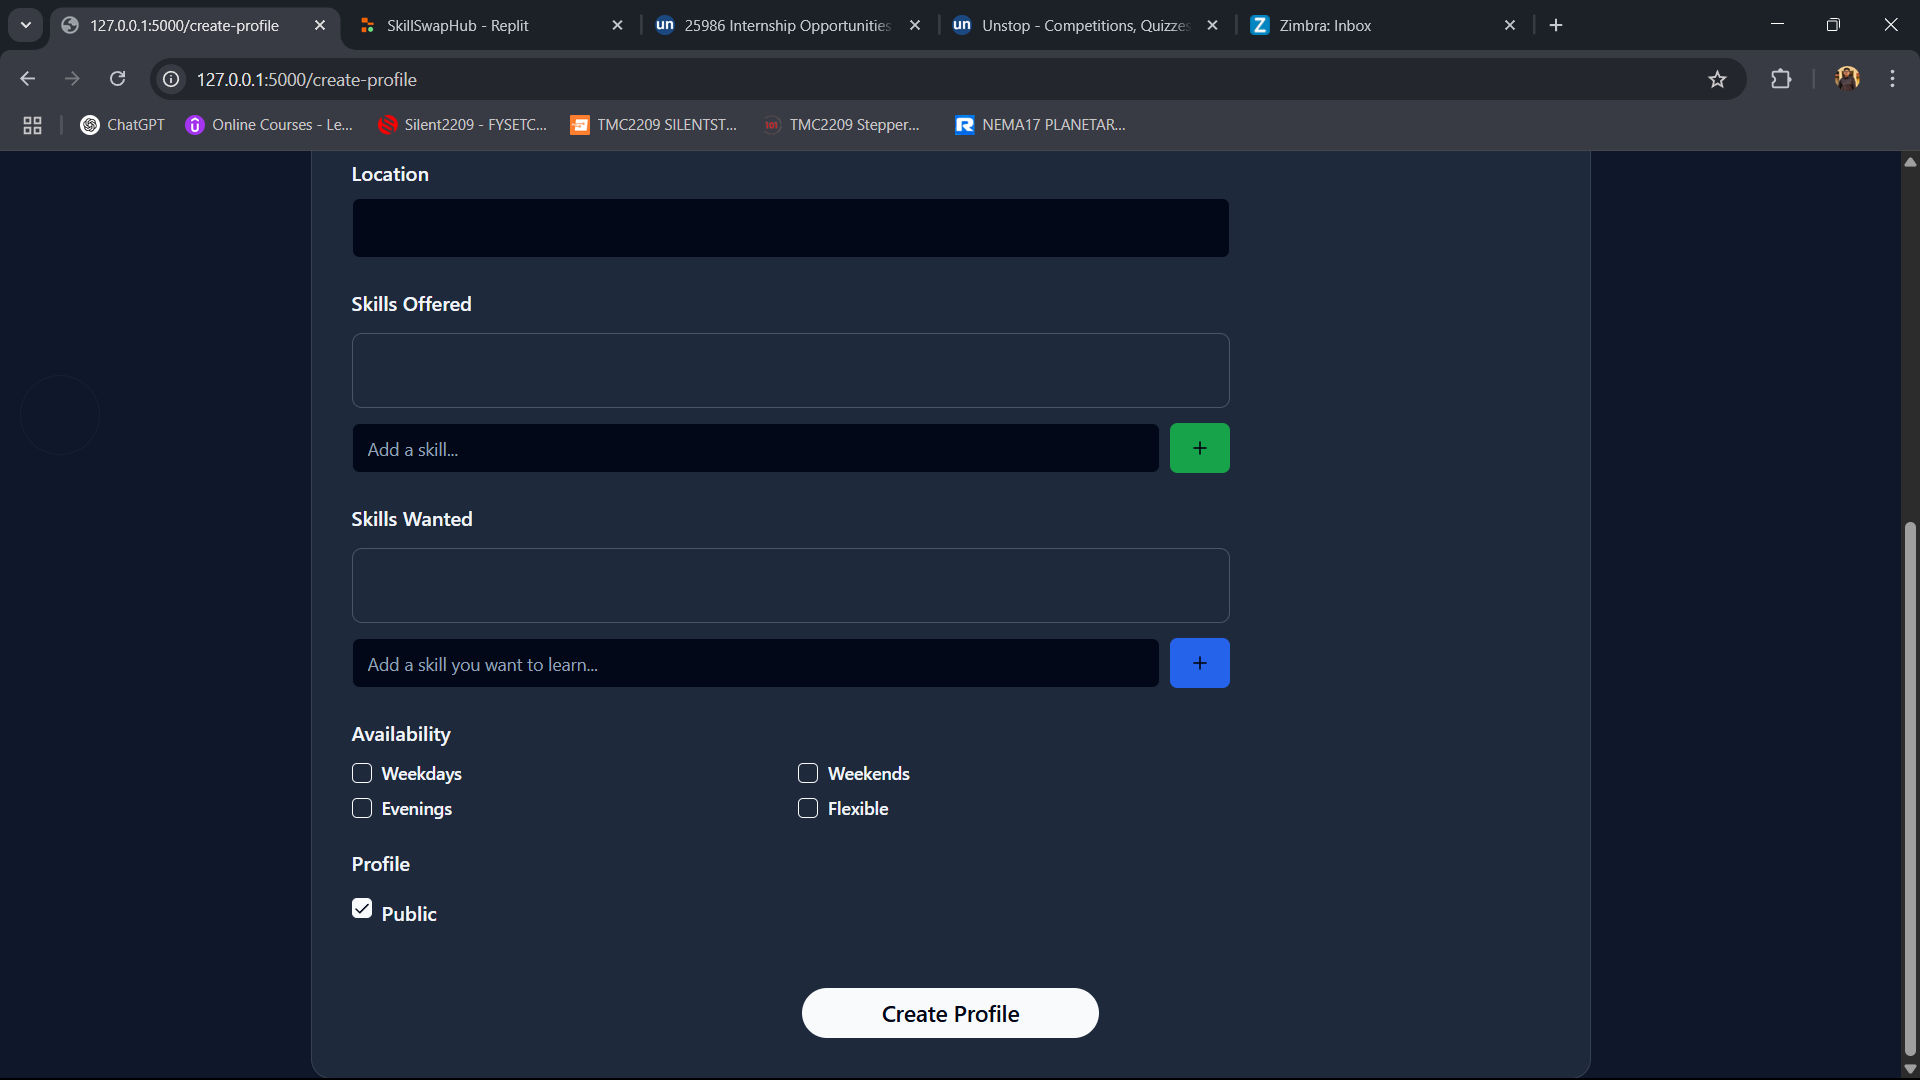 127.0.0.1:5000/create-profile
SkillSwapHub - Replit
un 25986 Internship Opportunities
un Unstop - Competitions, Quizzes
Z Zimbra: Inbox
127.0.0.1:5000/create-profile
ChatGPT
Online Courses - Le...
Silent2209 - FYSETC...
TMC2209 SILENTST...
101 TMC2209 Stepper...
R NEMA17 PLANETAR...
Location
Skills Offered
Add a skill...
+
Skills Wanted
Add a skill you want to learn...
+
Availability
Weekdays
Weekends
Evenings
Flexible
Profile
Public
Create Profile